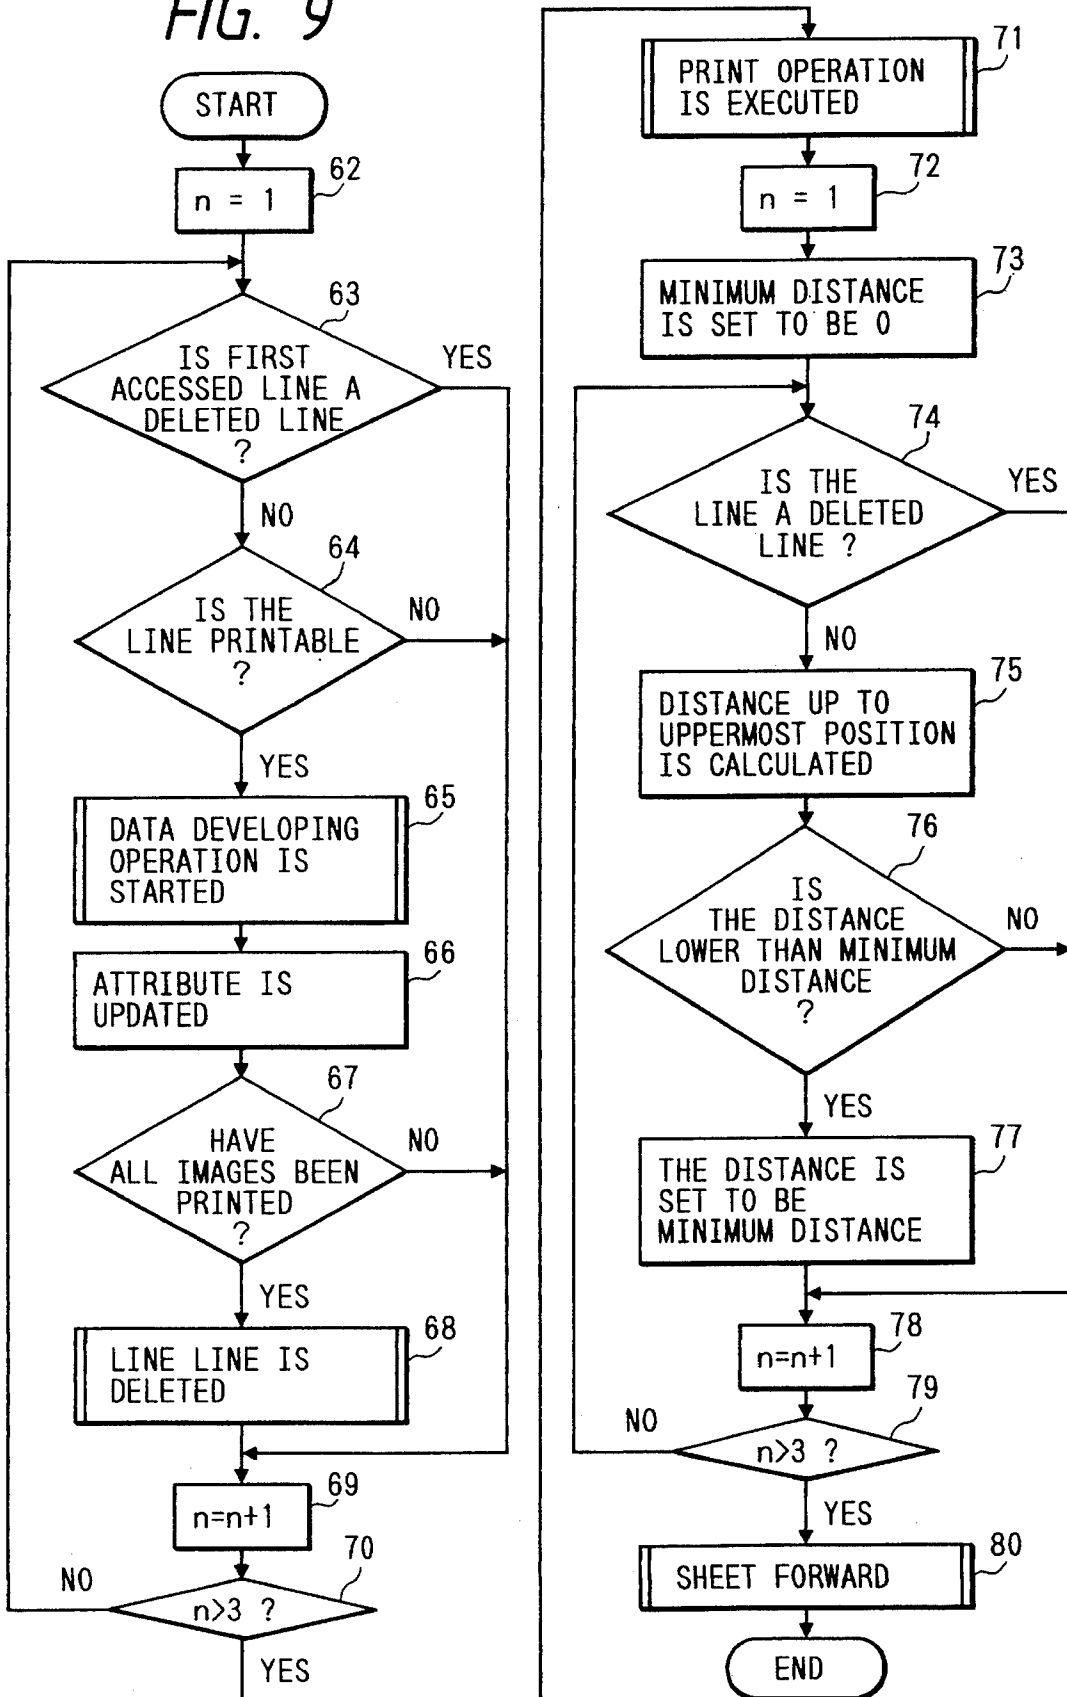 FIG. 9
START
62
n = 1
63
IS FIRST
ACCESSED LINE A
DELETED LINE
?
YES
NO
64
IS THE
LINE PRINTABLE
?
NO
YES
65
DATA DEVELOPING
OPERATION IS
STARTED
66
ATTRIBUTE IS
UPDATED
67
HAVE
ALL IMAGES BEEN
PRINTED
?
NO
YES
68
LINE LINE IS
DELETED
69
n=n+1
70
n>3 ?
NO
YES
71
PRINT OPERATION
IS EXECUTED
72
n = 1
73
MINIMUM DISTANCE
IS SET TO BE 0
74
IS THE
LINE A DELETED
LINE ?
YES
NO
75
DISTANCE UP TO
UPPERMOST POSITION
IS CALCULATED
76
IS
THE DISTANCE
LOWER THAN MINIMUM
DISTANCE
?
NO
YES
77
THE DISTANCE IS
SET TO BE
MINIMUM DISTANCE
78
n=n+1
79
n>3 ?
NO
YES
80
SHEET FORWARD
END